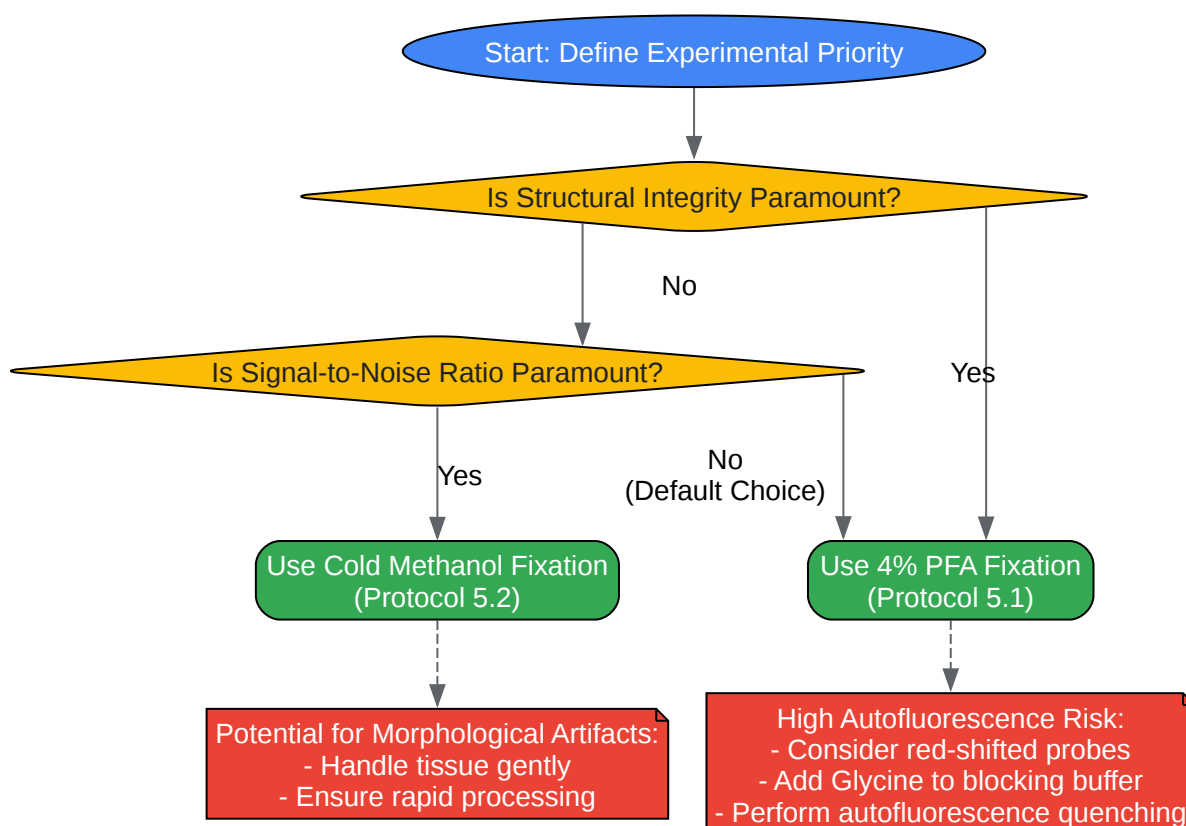 Start: Define Experimental Priority
Is Structural Integrity Paramount?
No
Is Signal-to-Noise Ratio Paramount?
Yes
Yes
No
(Default Choice)
Use Cold Methanol Fixation
(Protocol 5.2)
Use 4% PFA Fixation
(Protocol 5.1)
Potential for Morphological Artifacts:
- Handle tissue gently
- Ensure rapid processing
High Autofluorescence Risk:
- Consider red-shifted probes
- Add Glycine to blocking buffer
- Perform autofluorescence quenching